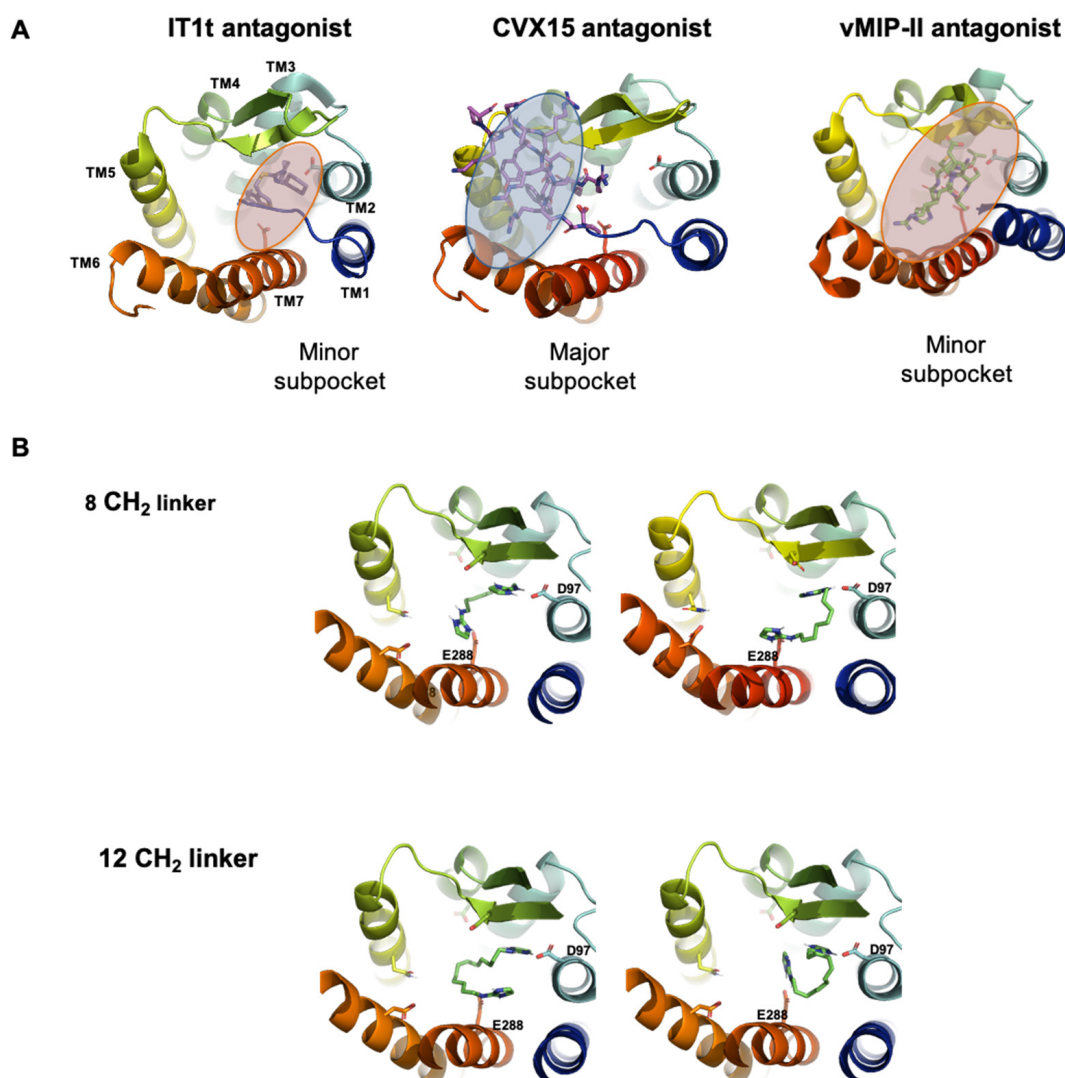 A
IT1t antagonist
CVX15 antagonist
vMIP-II antagonist
TM3
TM4
TM5
TM2
TM6
TM7
TM1
Minor
subpocket
Major
subpocket
Minor
subpocket
B
8 CH₂ linker
D97
E288
8
D97
E288
12 CH₂ linker
D97
E288
D97
E288